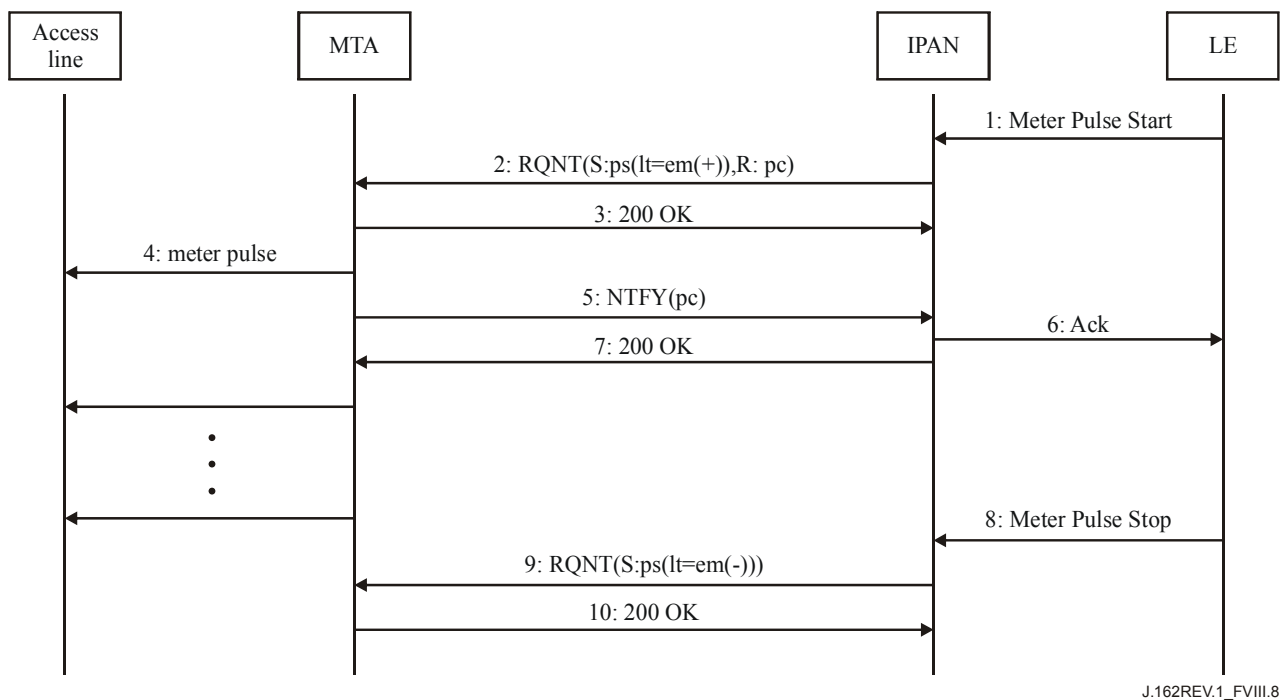 Access
line
MTA
IPAN
LE
1: Meter Pulse Start
2: RQNT(S:ps(lt=em(+)),R: pc)
3: 200 OK
4: meter pulse
5: NTFY(pc)
6: Ack
7: 200 OK
8: Meter Pulse Stop
9: RQNT(S:ps(lt=em(-)))
10: 200 OK
J.162REV.1_FVIII.8